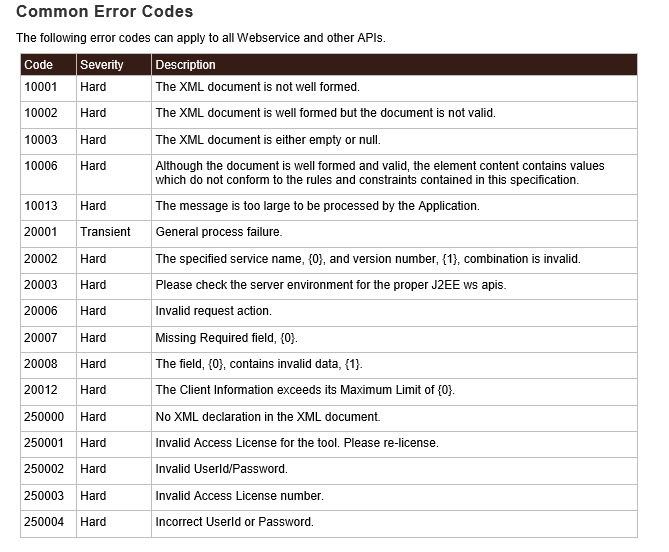 Common Error Codes
The following error codes can apply to all Webservice and other APIs.
Code Severity Description
10001 Hard The XML document is not well formed.
10002 Hard The XML document is well formed but the document is not valid.
10003 Hard The XML document is either empty or null.
10006 Hard Although the document is well formed and valid, the element content contains values
which do not conform to the rules and constraints contained in this specification.
10013 Hard The message is too large to be processed by the Application.
20001 Transient General process failure.
20002 Hard The specified service name, {0}, and version number, {1}, combination is invalid.
20003 Hard Please check the server environment for the proper J2EE ws apis.
20006 Hard Invalid request action.
20007 Hard Missing Required field, {0}.
20008 Hard The field, {0}, contains invalid data, {1}.
20012 Hard The Client Information exceeds its Maximum Limit of {0}.
250000 Hard No XML declaration in the XML document.
250001 Hard Invalid Access License for the tool. Please re-license.
250002 Hard Invalid UserId/Password.
250003 Hard Invalid Access License number.
250004 Hard Incorrect UserId or Password.